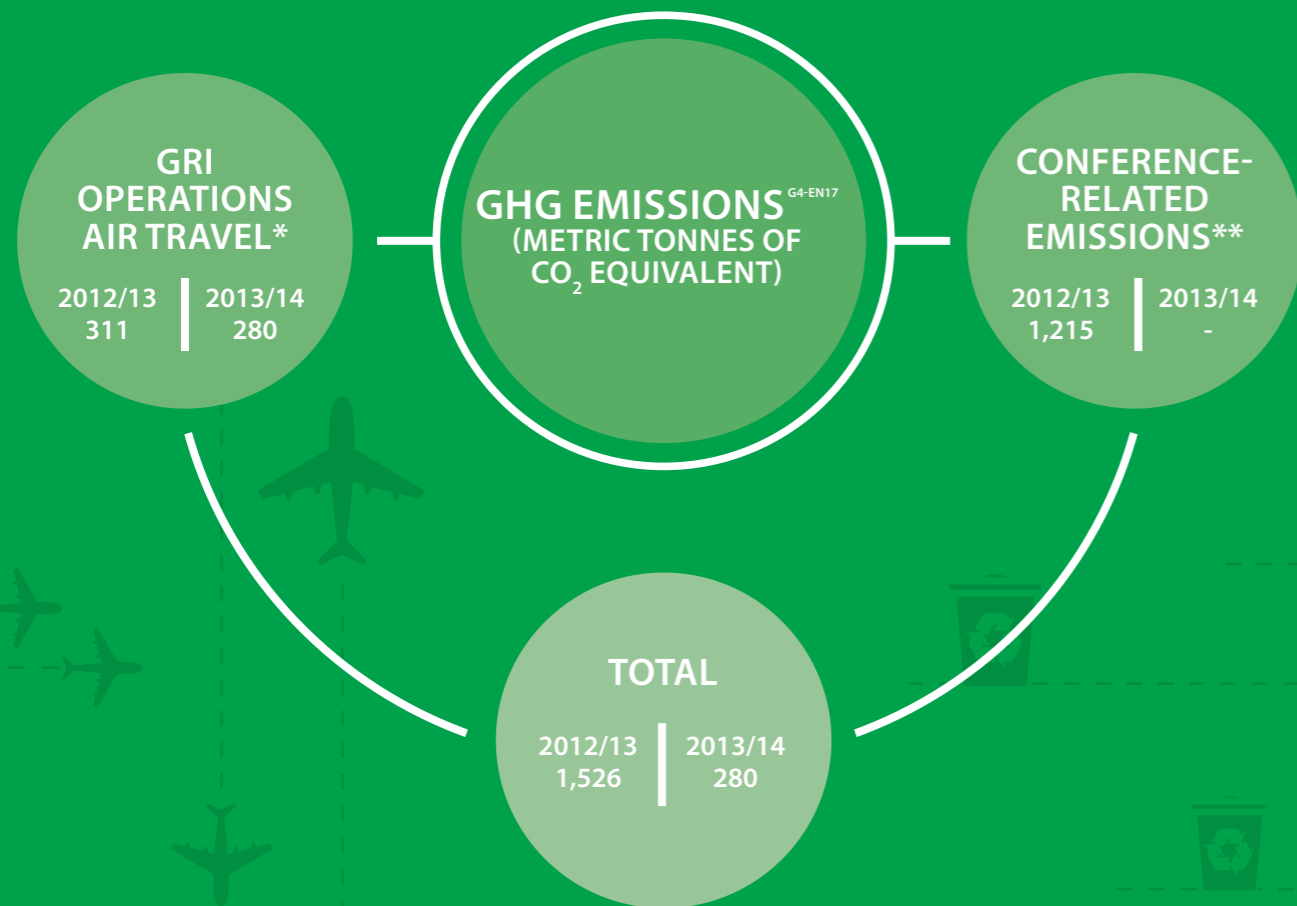 GRI
OPERATIONS
AIR TRAVEL*
2012/13 2013/14
311 280
GHG EMISSIONS G4-EN17
(METRIC TONNES OF
CO₂ EQUIVALENT)
CONFERENCE-
RELATED
EMISSIONS**
2012/13 2013/14
1,215 -
TOTAL
2012/13 2013/14
1,526 280